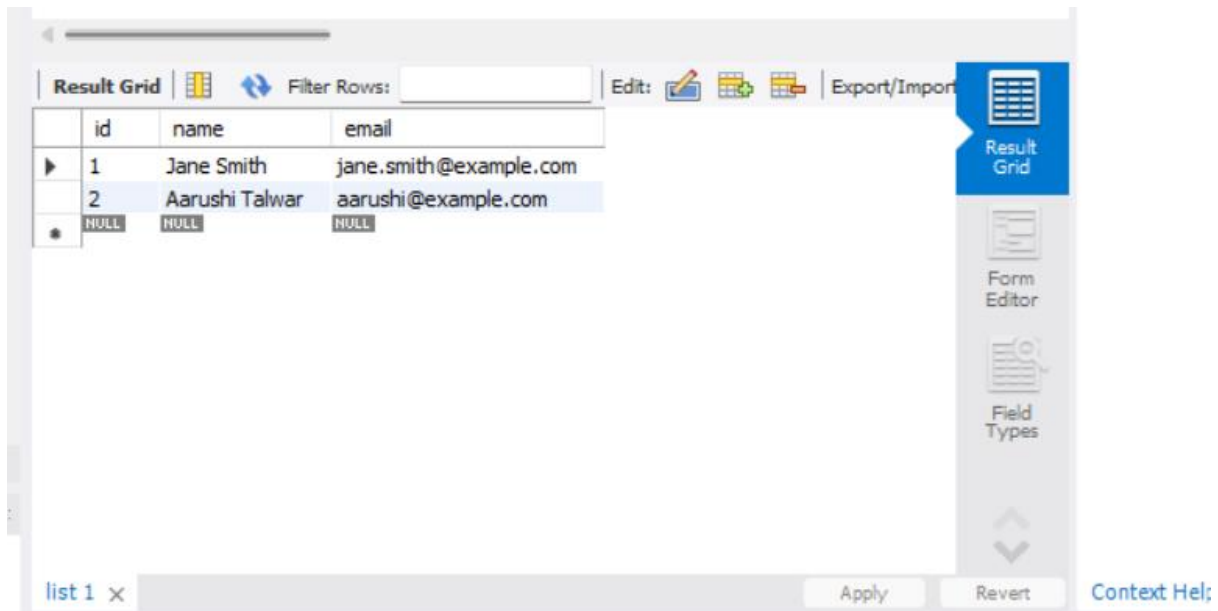 Result Grid Filter Rows: Edit: Export/Import
id name email
1 Jane Smith jane.smith@example.com
2 Aarushi Talwar aarushi@example.com
NULL NULL NULL
Result
Grid
Form
Editor
Field
Types
list 1 Apply Revert Context Help